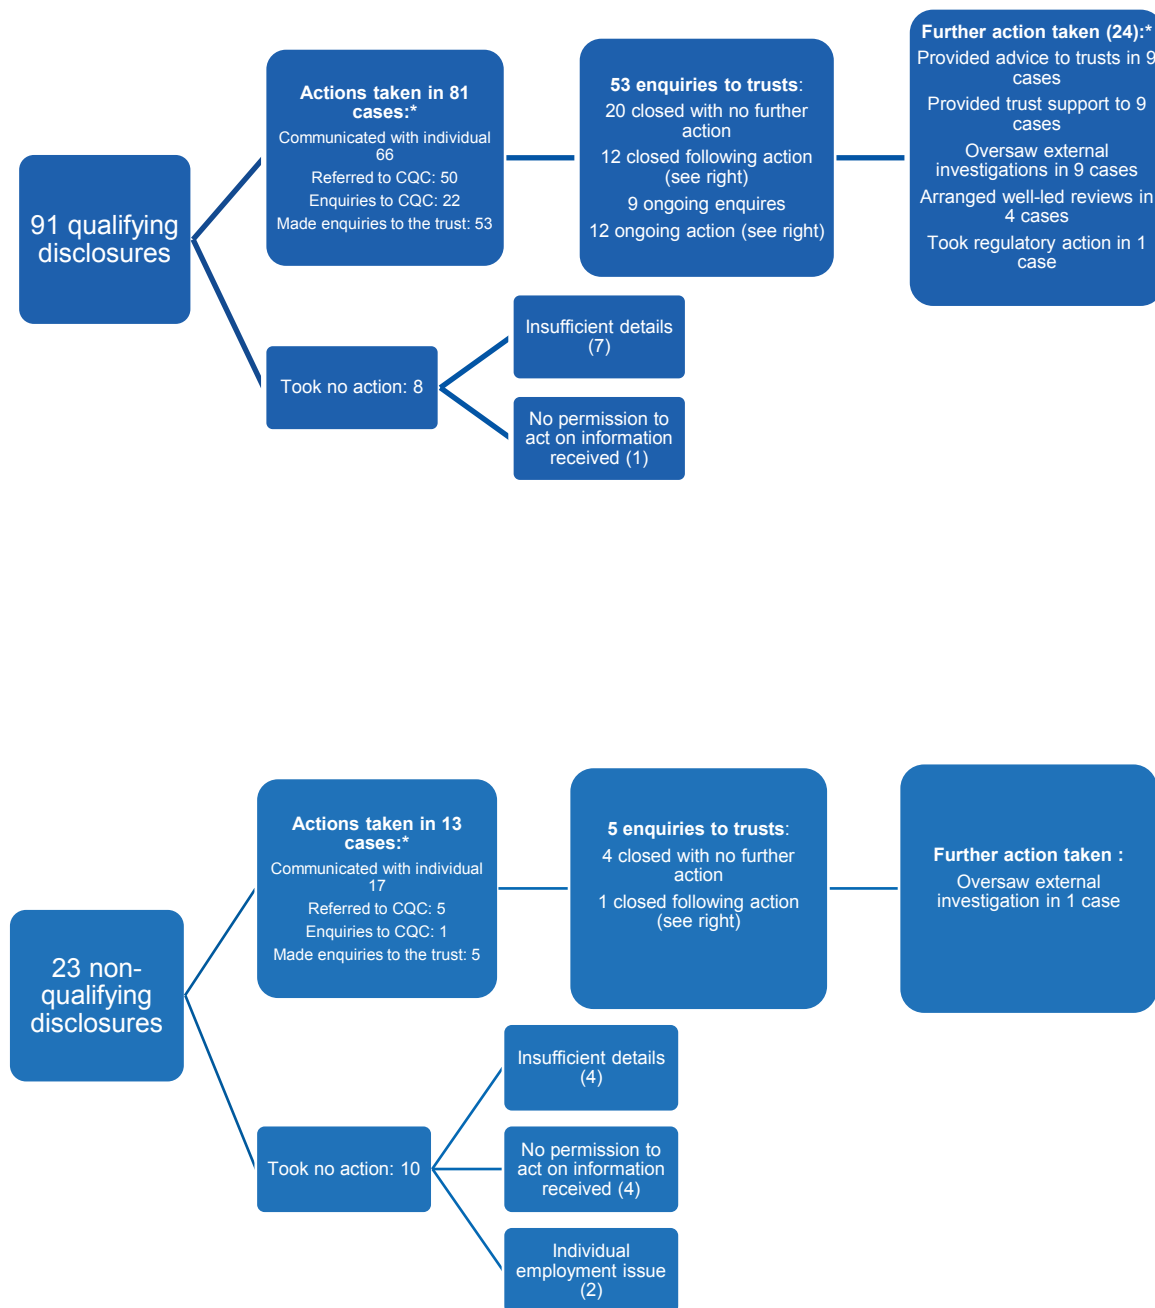 91 qualifying
disclosures
Actions taken in 81
cases:*
Communicated with individual
66
Referred to CQC: 50
Enquiries to CQC: 22
Made enquiries to the trust: 53
53 enquiries to trusts:
20 closed with no further
action
12 closed following action
(see right)
9 ongoing enquires
12 ongoing action (see right)
Further action taken (24):*
Provided advice to trusts in 9
cases
Provided trust support to 9
cases
Oversaw external
investigations in 9 cases
Arranged well-led reviews in
4 cases
Took regulatory action in 1
case
Took no action: 8
Insufficient details
(7)
No permission to
act on information
received (1)
23 non-
qualifying
disclosures
Actions taken in 13
cases:*
Communicated with individual
17
Referred to CQC: 5
Enquiries to CQC: 1
Made enquiries to the trust: 5
5 enquiries to trusts:
4 closed with no further
action
1 closed following action
(see right)
Further action taken :
Oversaw external
investigation in 1 case
Took no action: 10
Insufficient details
(4)
No permission to
act on information
received (4)
Individual
employment issue
(2)